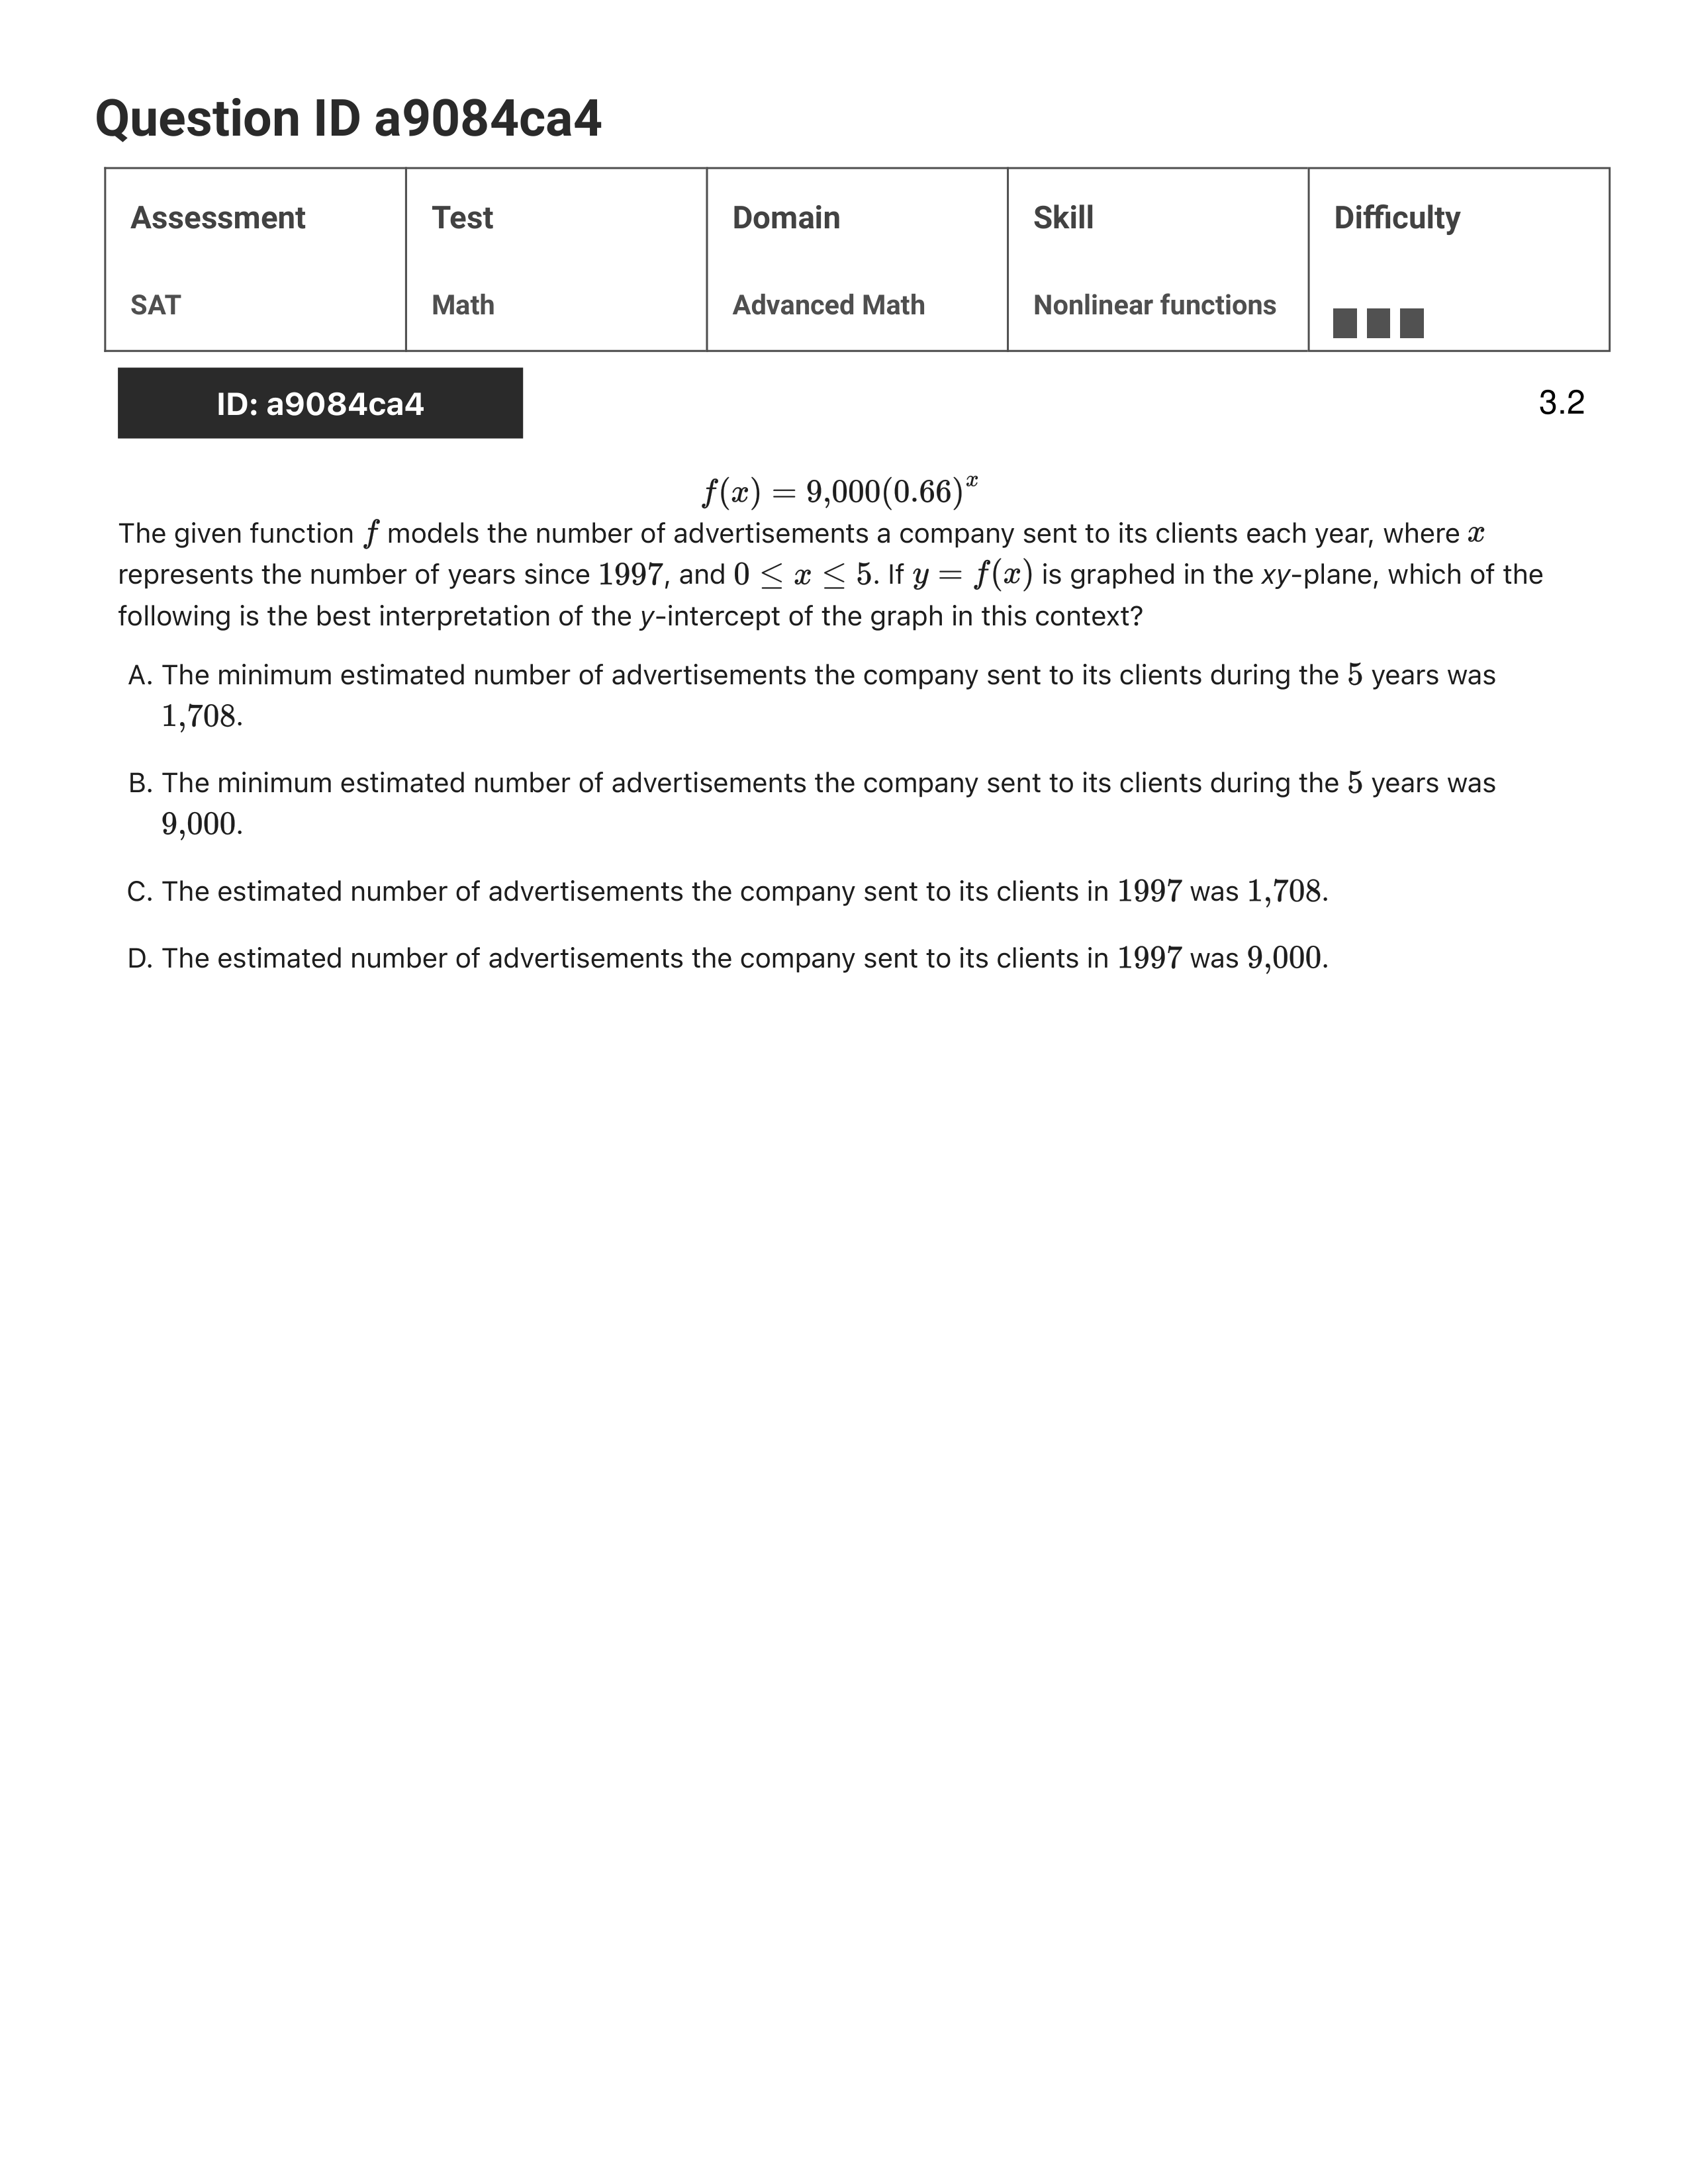 Question ID a9084ca4
Assessment Test Domain Skill Difficulty
SAT Math Advanced Math Nonlinear functions
ID: a9084ca4 3.2
f(x) = 9,000(0.66)^x
The given function f models the number of advertisements a company sent to its clients each year, where x
represents the number of years since 1997, and 0 ≤ x ≤ 5. If y = f(x) is graphed in the xy-plane, which of the
following is the best interpretation of the y-intercept of the graph in this context?
A. The minimum estimated number of advertisements the company sent to its clients during the 5 years was
1,708.
B. The minimum estimated number of advertisements the company sent to its clients during the 5 years was
9,000.
C. The estimated number of advertisements the company sent to its clients in 1997 was 1,708.
D. The estimated number of advertisements the company sent to its clients in 1997 was 9,000.